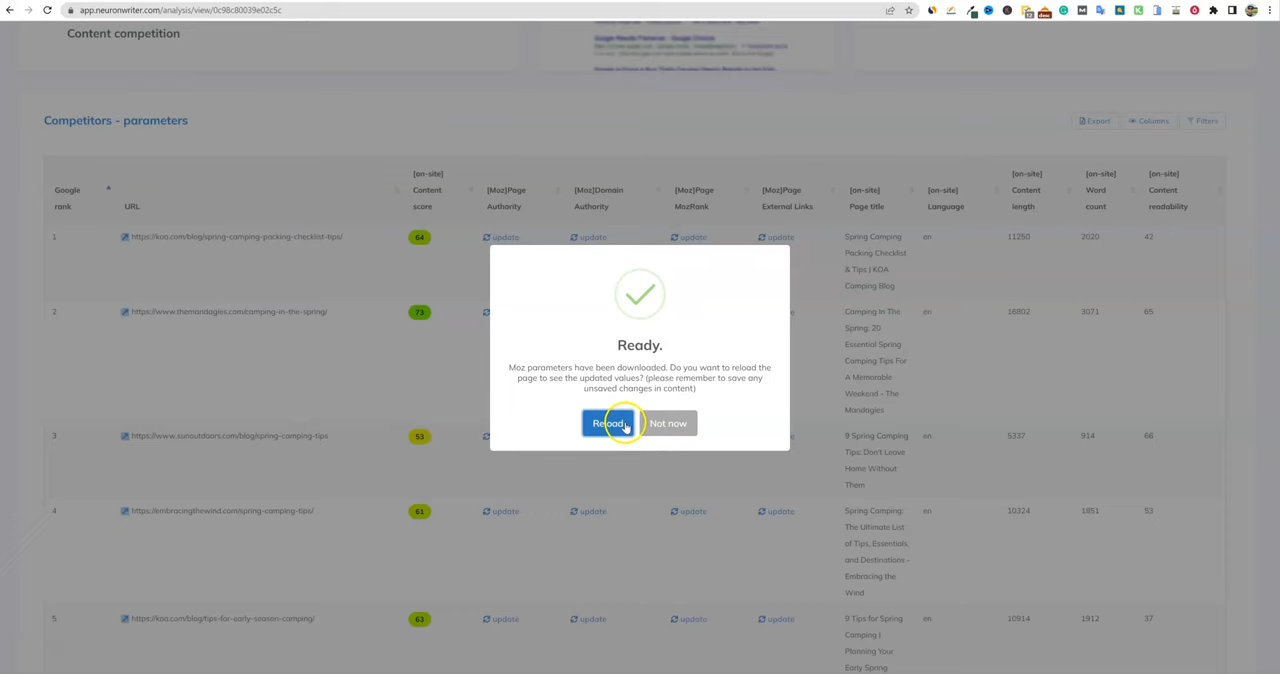 app.neuronwriter.com/analysis/view/0c98c80039e02c5c
12
desc
Content competition
Competitors - parameters
Export
Columns
Filters
Google rank
URL
[on-site] Content score
[Moz]Page Authority
[Moz]Domain Authority
[Moz]Page MozRank
[Moz]Page External Links
[on-site] Page title
[on-site] Language
[on-site] Content length
[on-site] Word count
[on-site] Content readability
1
https://koa.com/blog/spring-camping-packing-checklist-tips/
64
update
update
update
update
Spring Camping
Packing Checklist
& Tips | KOA
Camping Blog
en
11250
2020
42
2
https://www.themandagies.com/camping-in-the-spring/
73
Camping In The
Spring: 20
Essential Spring
Camping Tips For
A Memorable
Weekend - The
Mandagies
en
16802
3071
65
3
https://www.sunoutdoors.com/blog/spring-camping-tips
53
9 Spring Camping
Tips: Don't Leave
Home Without
Them
en
5337
914
66
4
https://embracingthewind.com/spring-camping-tips/
61
update
update
update
update
Spring Camping:
The Ultimate List
of Tips, Essentials,
and Destinations -
Embracing the
Wind
en
10324
1851
53
5
https://koa.com/blog/tips-for-early-season-camping/
63
update
update
update
update
9 Tips for Spring
Camping |
Planning Your
Early Spring
en
10914
1912
37
Ready.
Moz parameters have been downloaded. Do you want to reload the
page to see the updated values? (please remember to save any
unsaved changes in content)
Reload
Not now